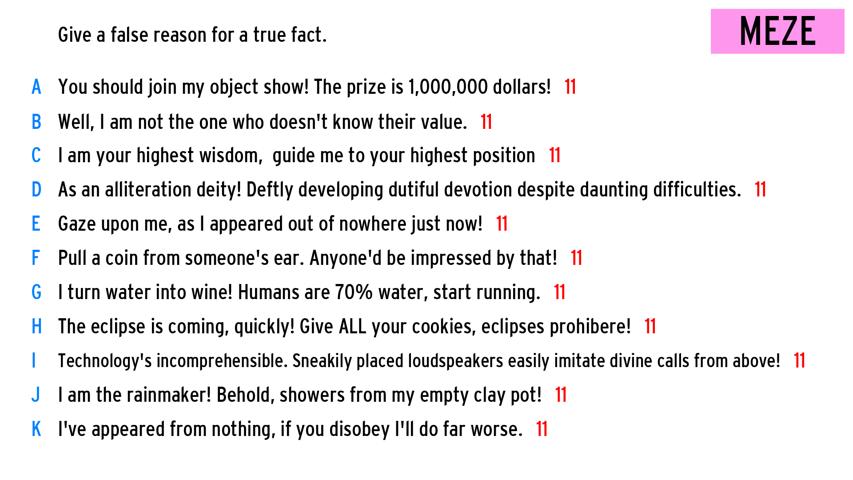 Give a false reason for a true fact.
MEZE
A You should join my object show! The prize is 1,000,000 dollars! 11
B Well, I am not the one who doesn't know their value. 11
C I am your highest wisdom,  guide me to your highest position 11
D As an alliteration deity! Deftly developing dutiful devotion despite daunting difficulties. 11
E Gaze upon me, as I appeared out of nowhere just now! 11
F Pull a coin from someone's ear. Anyone'd be impressed by that! 11
G I turn water into wine! Humans are 70% water, start running. 11
H The eclipse is coming, quickly! Give ALL your cookies, eclipses prohibere! 11
I Technology's incomprehensible. Sneakily placed loudspeakers easily imitate divine calls from above! 11
J I am the rainmaker! Behold, showers from my empty clay pot! 11
K I've appeared from nothing, if you disobey I'll do far worse. 11